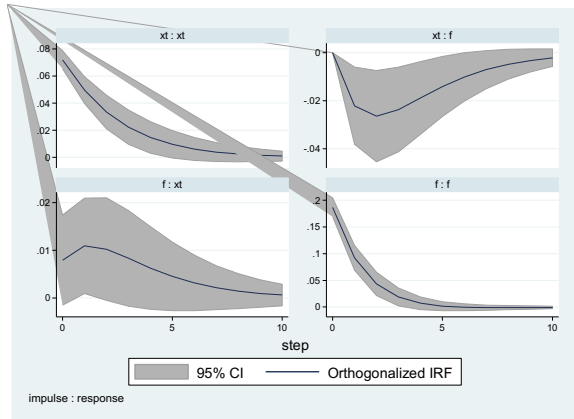 xt : xt
xt : f
.08
.06
.04
.02
0
0
-.02
-.04
f : xt
f : f
.02
.01
0
.2
.15
.1
.05
0
0 5 10
0 5 10
step
95% CI Orthogonalized IRF
impulse : response